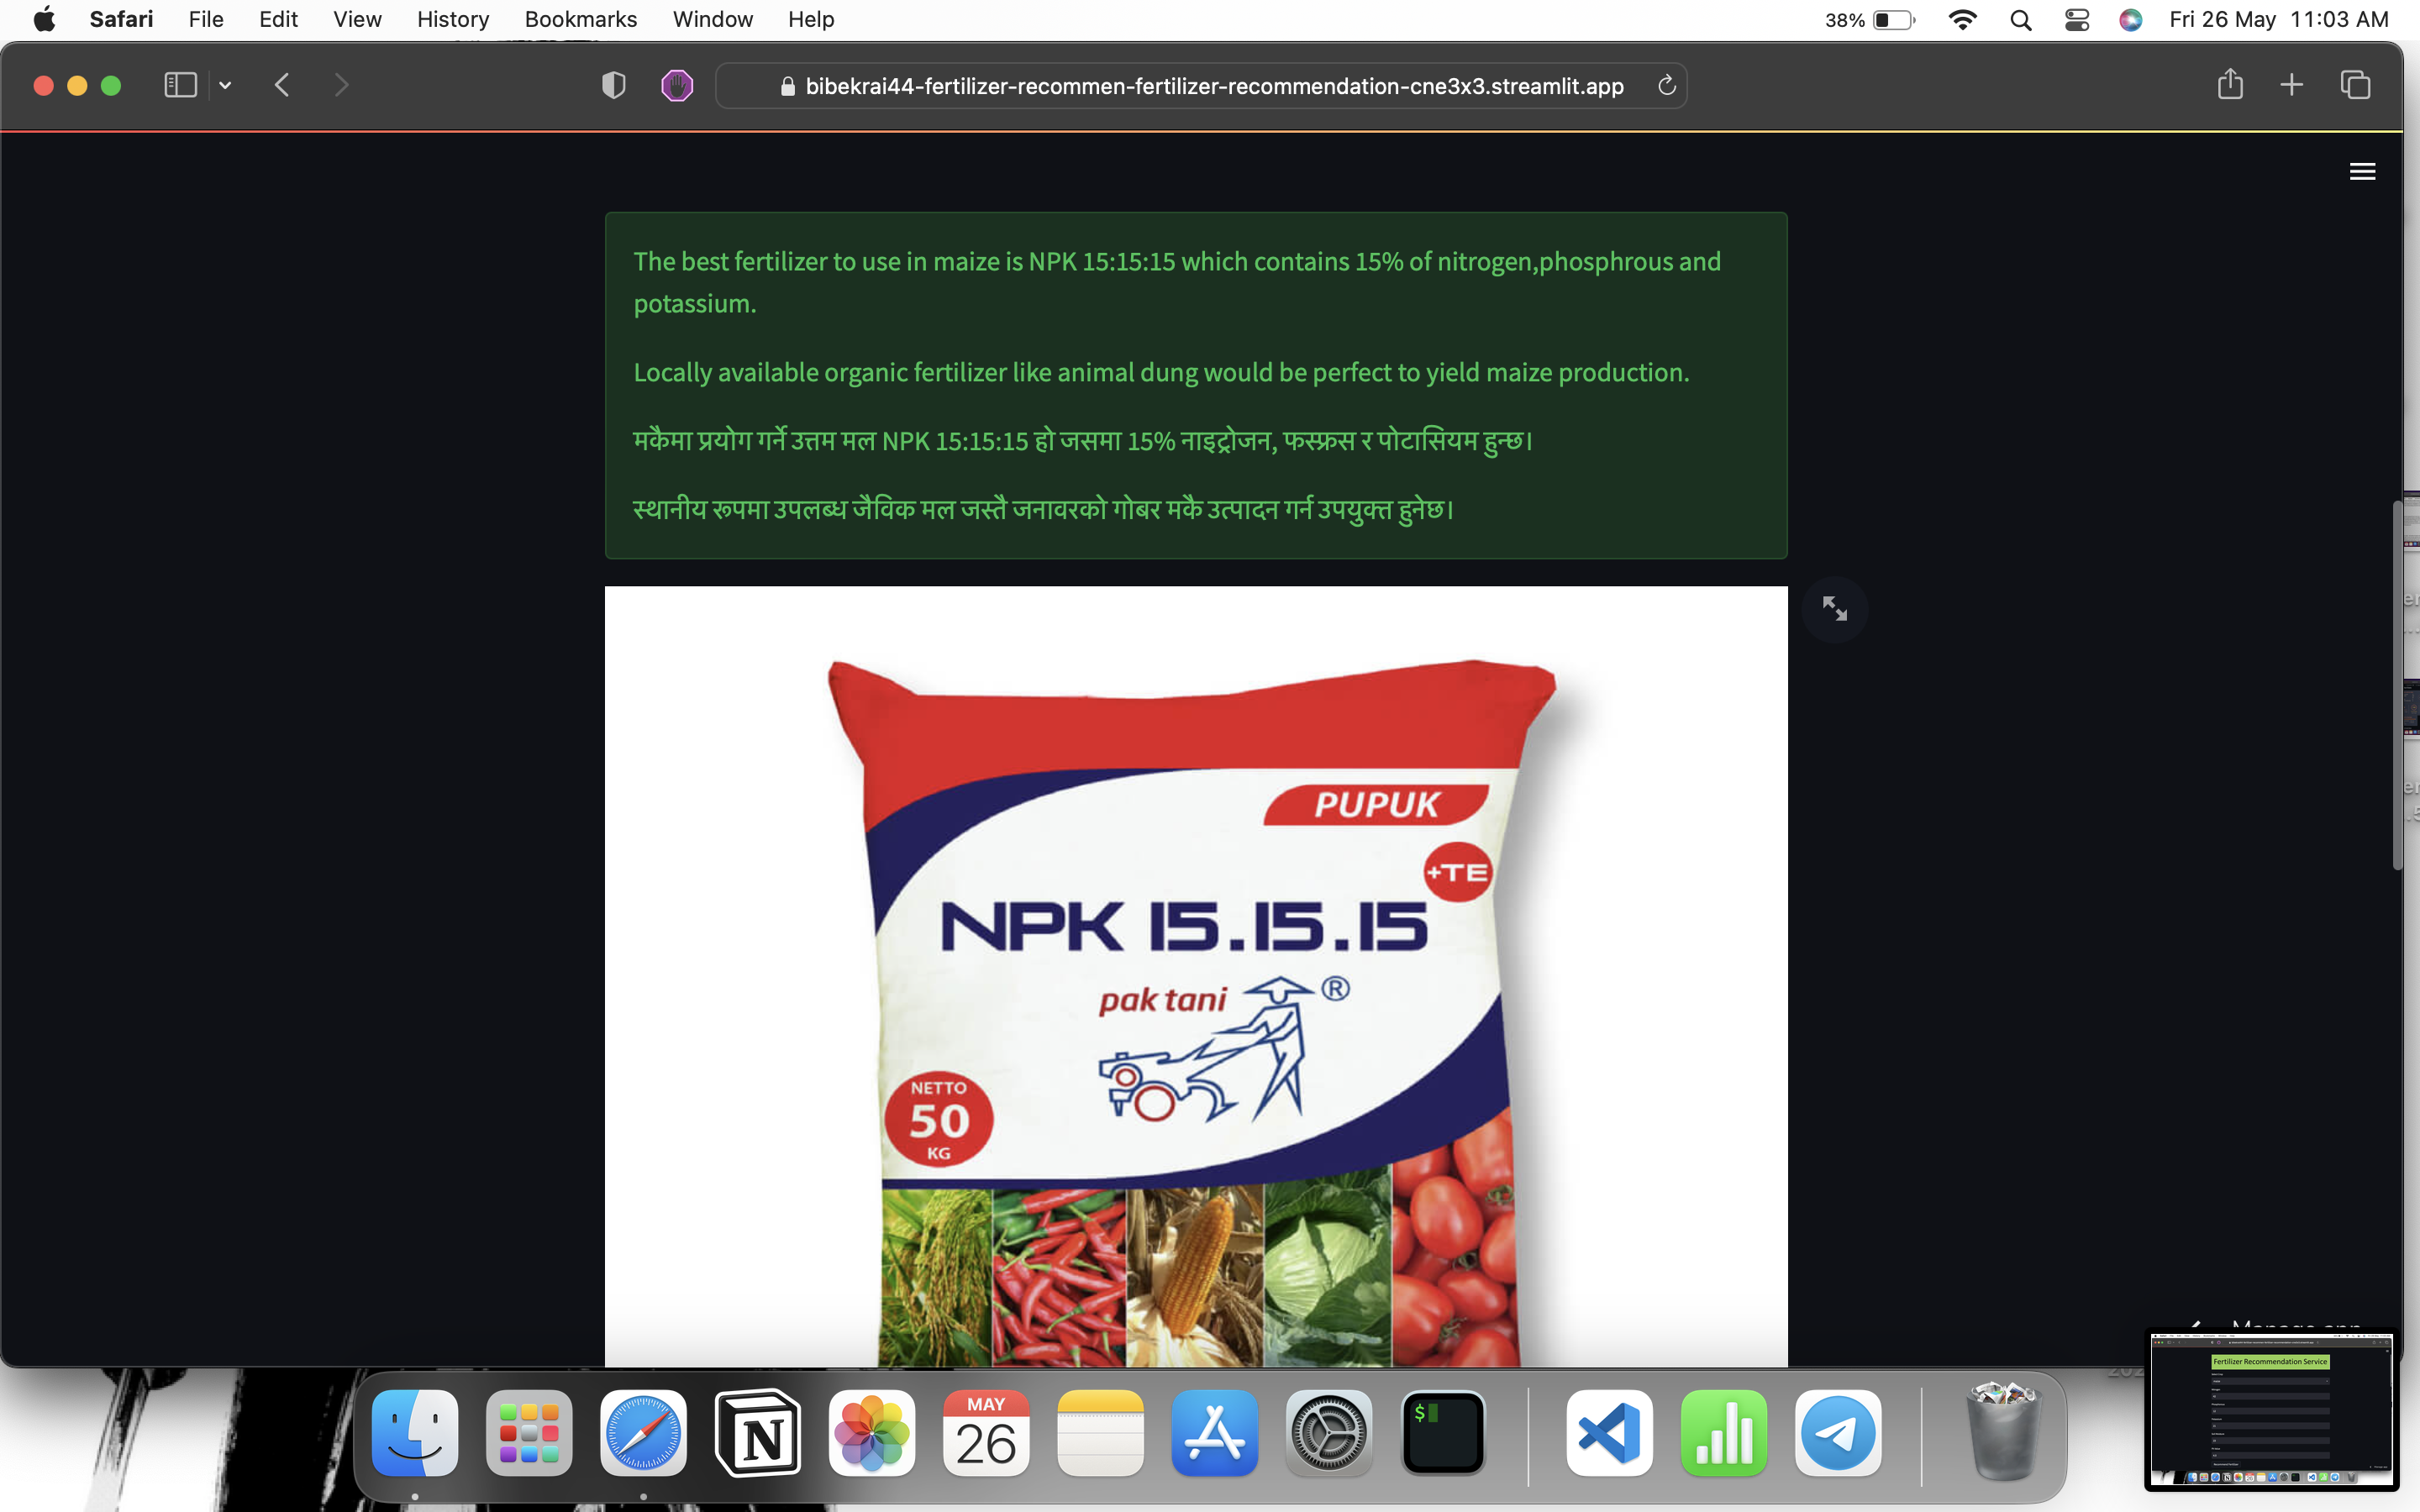 Safari File Edit View History Bookmarks Window Help 38% Fri 26 May 11:03 AM
bibekrai44-fertilizer-recommen-fertilizer-recommendation-cne3x3.streamlit.app
The best fertilizer to use in maize is NPK 15:15:15 which contains 15% of nitrogen,phosphrous and
potassium.
Locally available organic fertilizer like animal dung would be perfect to yield maize production.
मकैमा प्रयोग गर्ने उत्तम मल NPK 15:15:15 हो जसमा 15% नाइट्रोजन, फस्फ्रस र पोटासियम हुन्छ।
स्थानीय रूपमा उपलब्ध जैविक मल जस्तै जनावरको गोबर मकै उत्पादन गर्न उपयुक्त हुनेछ।
PUPUK
+TE
NPK 15.15.15
pak tani ®
NETTO
50
KG
Manage app
Fertilizer Recommendation Service
MAY
26
$